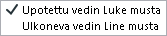 Upotettu vedin Luke musta
Ulkoneva vedin Line musta